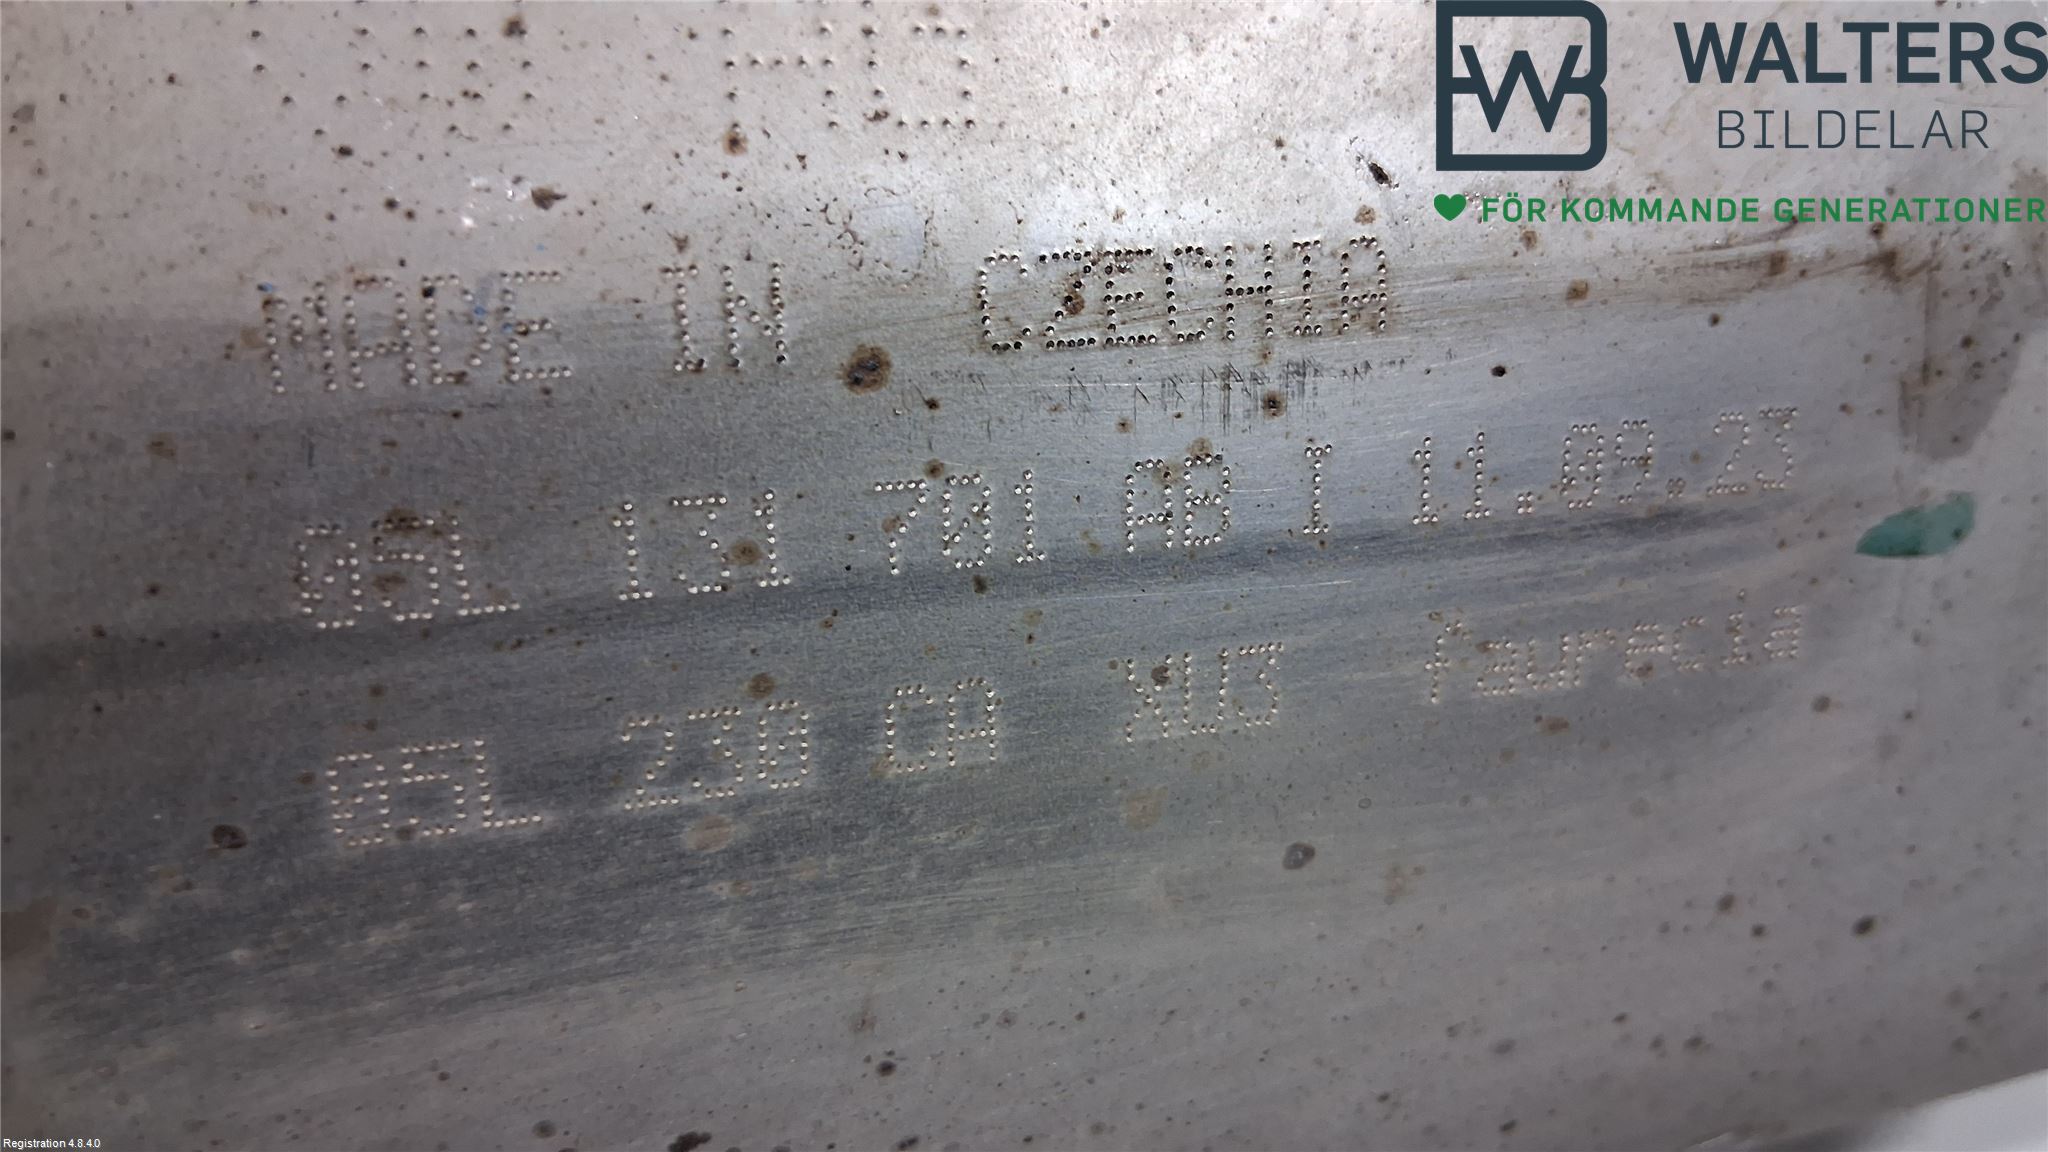 WALTERS
BILDELAR
FÖR KOMMANDE GENERATIONER
MADE IN CZECHIA
05L 131 701 AB I 11.09.23
05L 230 CA XU3 faurecia
Registration 4.8.4.0